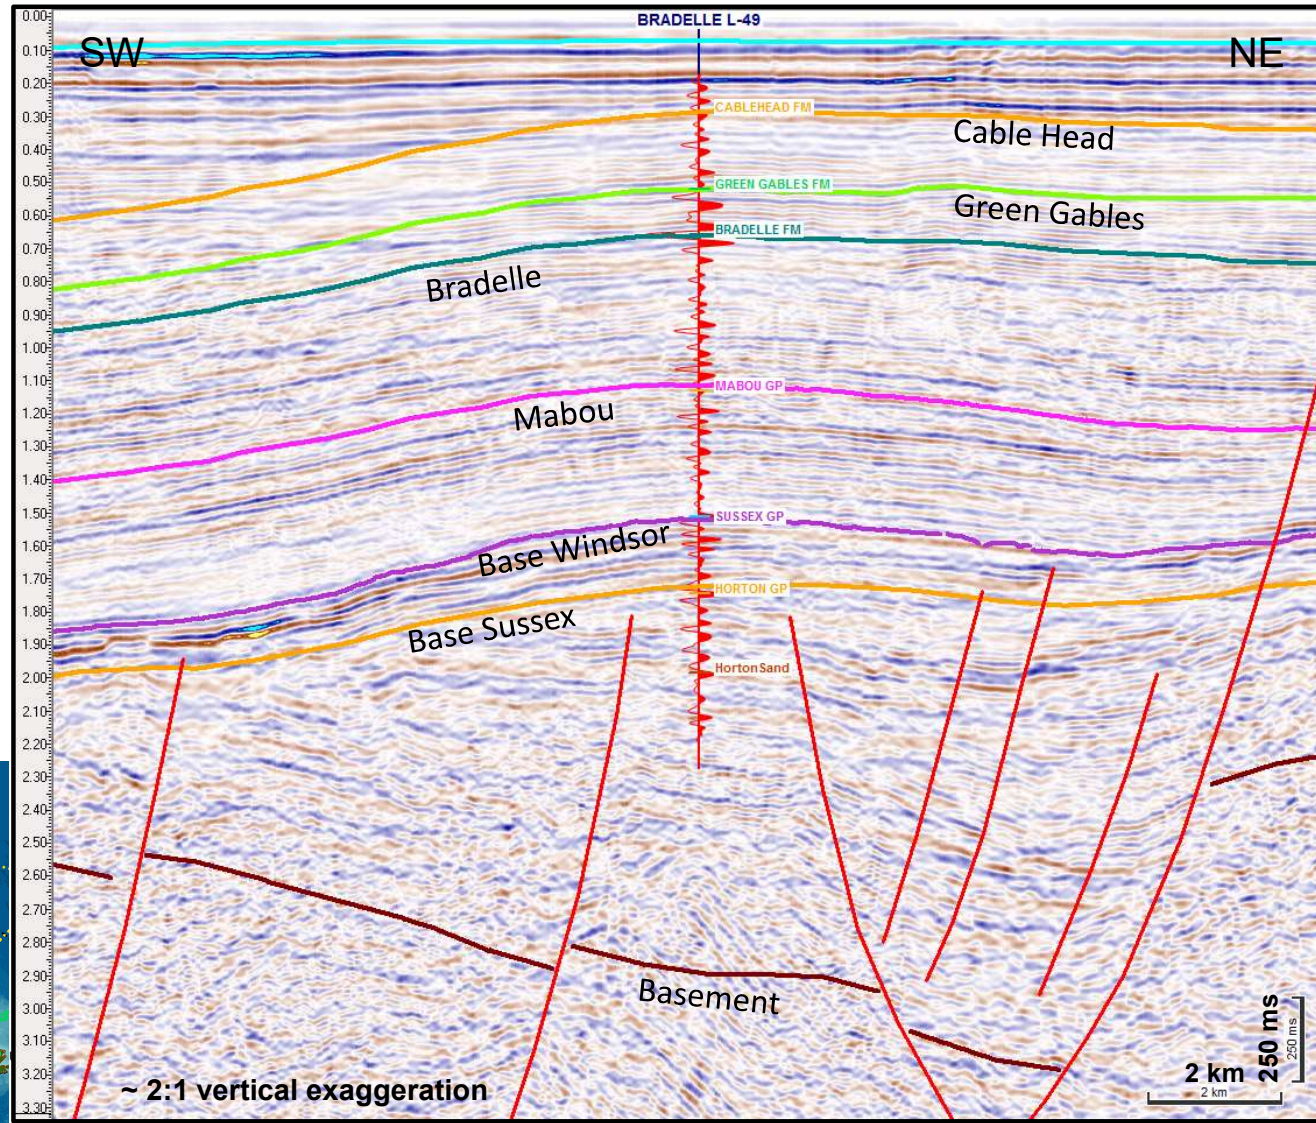 BRADELLE L-49
SW
NE
0.00
0.10
0.20
0.30
0.40
0.50
0.60
0.70
0.80
0.90
1.00
1.10
1.20
1.30
1.40
1.50
1.60
1.70
1.80
1.90
2.00
2.10
2.20
2.30
2.40
2.50
2.60
2.70
2.80
2.90
3.00
3.10
3.20
3.30
CABLEHEAD FM
Cable Head
GREEN GABLES FM
Green Gables
BRADELLE FM
Bradelle
MABOU GP
Mabou
SUSSEX GP
Base Windsor
HORTON GP
Base Sussex
HortonSand
Basement
~ 2:1 vertical exaggeration
2 km
2 km
250 ms
250 ms